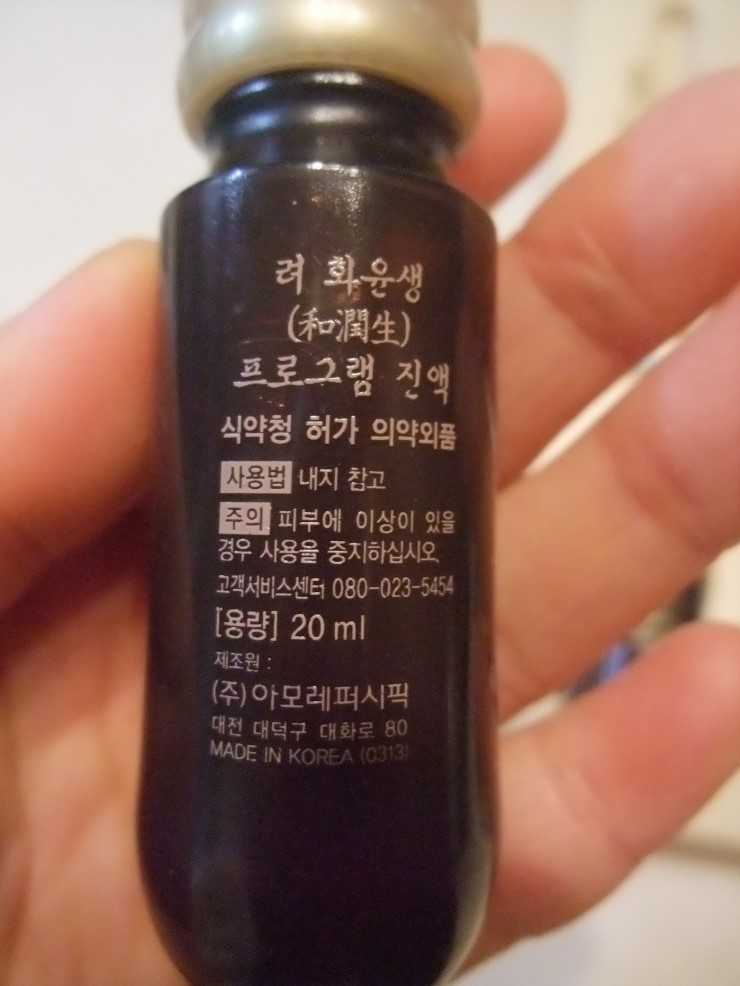 려 화윤생
(和潤生)
프로그램 진액
식약청 허가 의약외품
사용법 내지 참고
주의 피부에 이상이 있을
경우 사용을 중지하십시오.
고객서비스센터 080-023-5454
[용량] 20 ml
제조원 :
(주)아모레퍼시픽
대전 대덕구 대화로 80
MADE IN KOREA (0313)